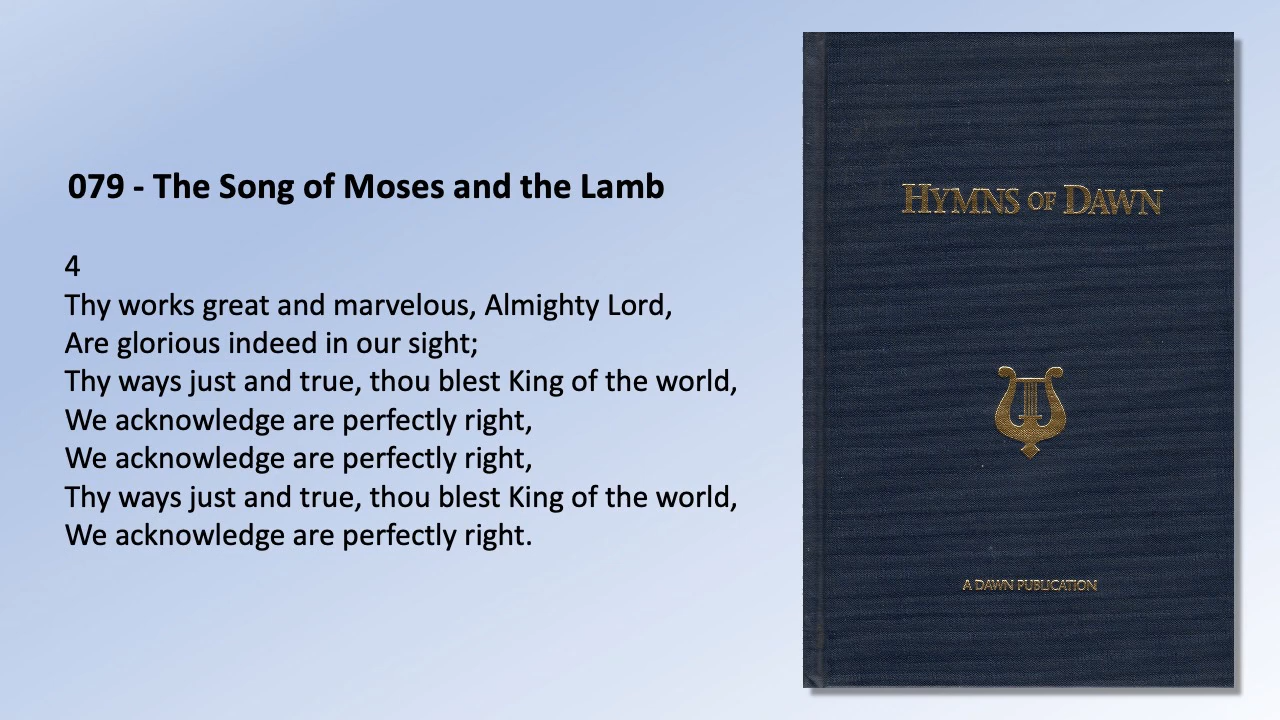 079 - The Song of Moses and the Lamb
4
Thy works great and marvelous, Almighty Lord,
Are glorious indeed in our sight;
Thy ways just and true, thou blest King of the world,
We acknowledge are perfectly right,
We acknowledge are perfectly right,
Thy ways just and true, thou blest King of the world,
We acknowledge are perfectly right.
HYMNS OF DAWN
A DAWN PUBLICATION